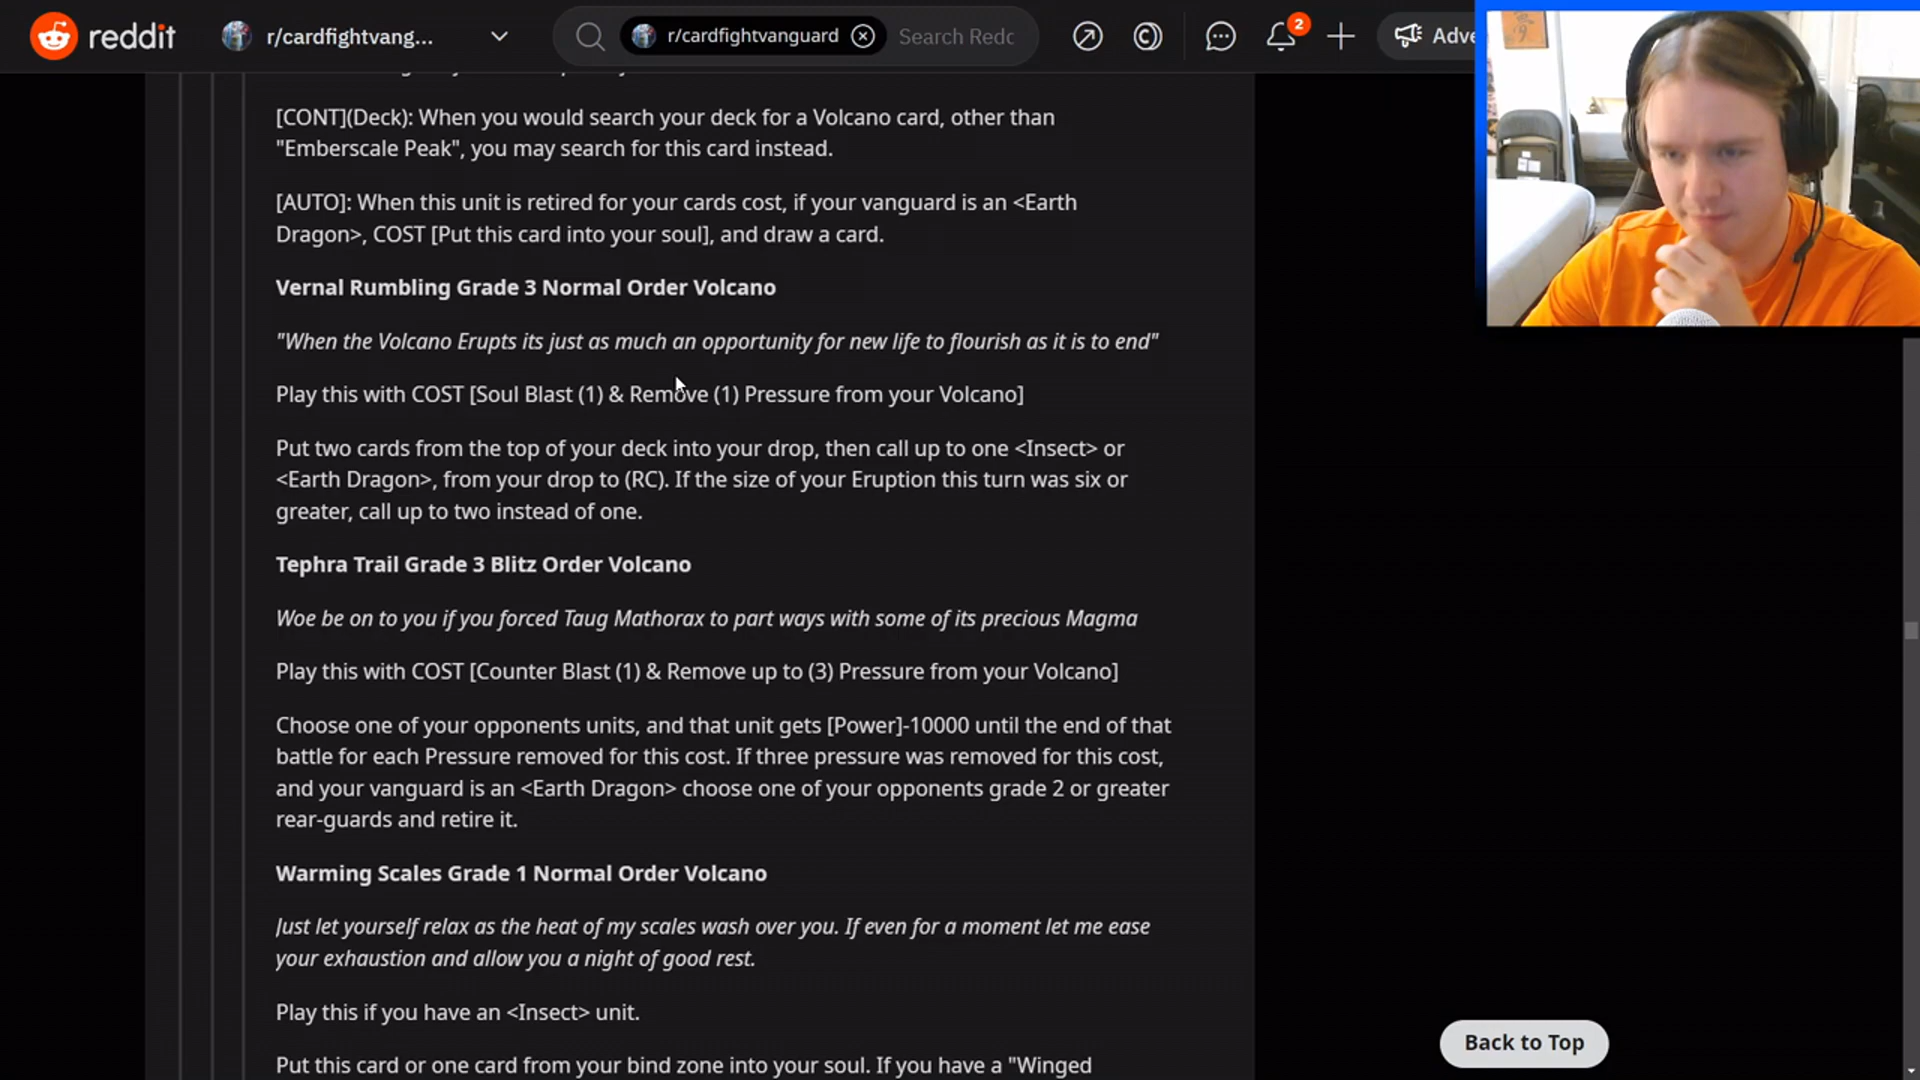 reddit
r/cardfightvang...
r/cardfightvanguard
Search Redc
2
Adve
[CONT](Deck): When you would search your deck for a Volcano card, other than
"Emberscale Peak", you may search for this card instead.
[AUTO]: When this unit is retired for your cards cost, if your vanguard is an <Earth
Dragon>, COST [Put this card into your soul], and draw a card.
Vernal Rumbling Grade 3 Normal Order Volcano
"When the Volcano Erupts its just as much an opportunity for new life to flourish as it is to end"
Play this with COST [Soul Blast (1) & Remove (1) Pressure from your Volcano]
Put two cards from the top of your deck into your drop, then call up to one <Insect> or
<Earth Dragon>, from your drop to (RC). If the size of your Eruption this turn was six or
greater, call up to two instead of one.
Tephra Trail Grade 3 Blitz Order Volcano
Woe be on to you if you forced Taug Mathorax to part ways with some of its precious Magma
Play this with COST [Counter Blast (1) & Remove up to (3) Pressure from your Volcano]
Choose one of your opponents units, and that unit gets [Power]-10000 until the end of that
battle for each Pressure removed for this cost. If three pressure was removed for this cost,
and your vanguard is an <Earth Dragon> choose one of your opponents grade 2 or greater
rear-guards and retire it.
Warming Scales Grade 1 Normal Order Volcano
Just let yourself relax as the heat of my scales wash over you. If even for a moment let me ease
your exhaustion and allow you a night of good rest.
Play this if you have an <Insect> unit.
Put this card or one card from your bind zone into your soul. If you have a "Winged
Back to Top